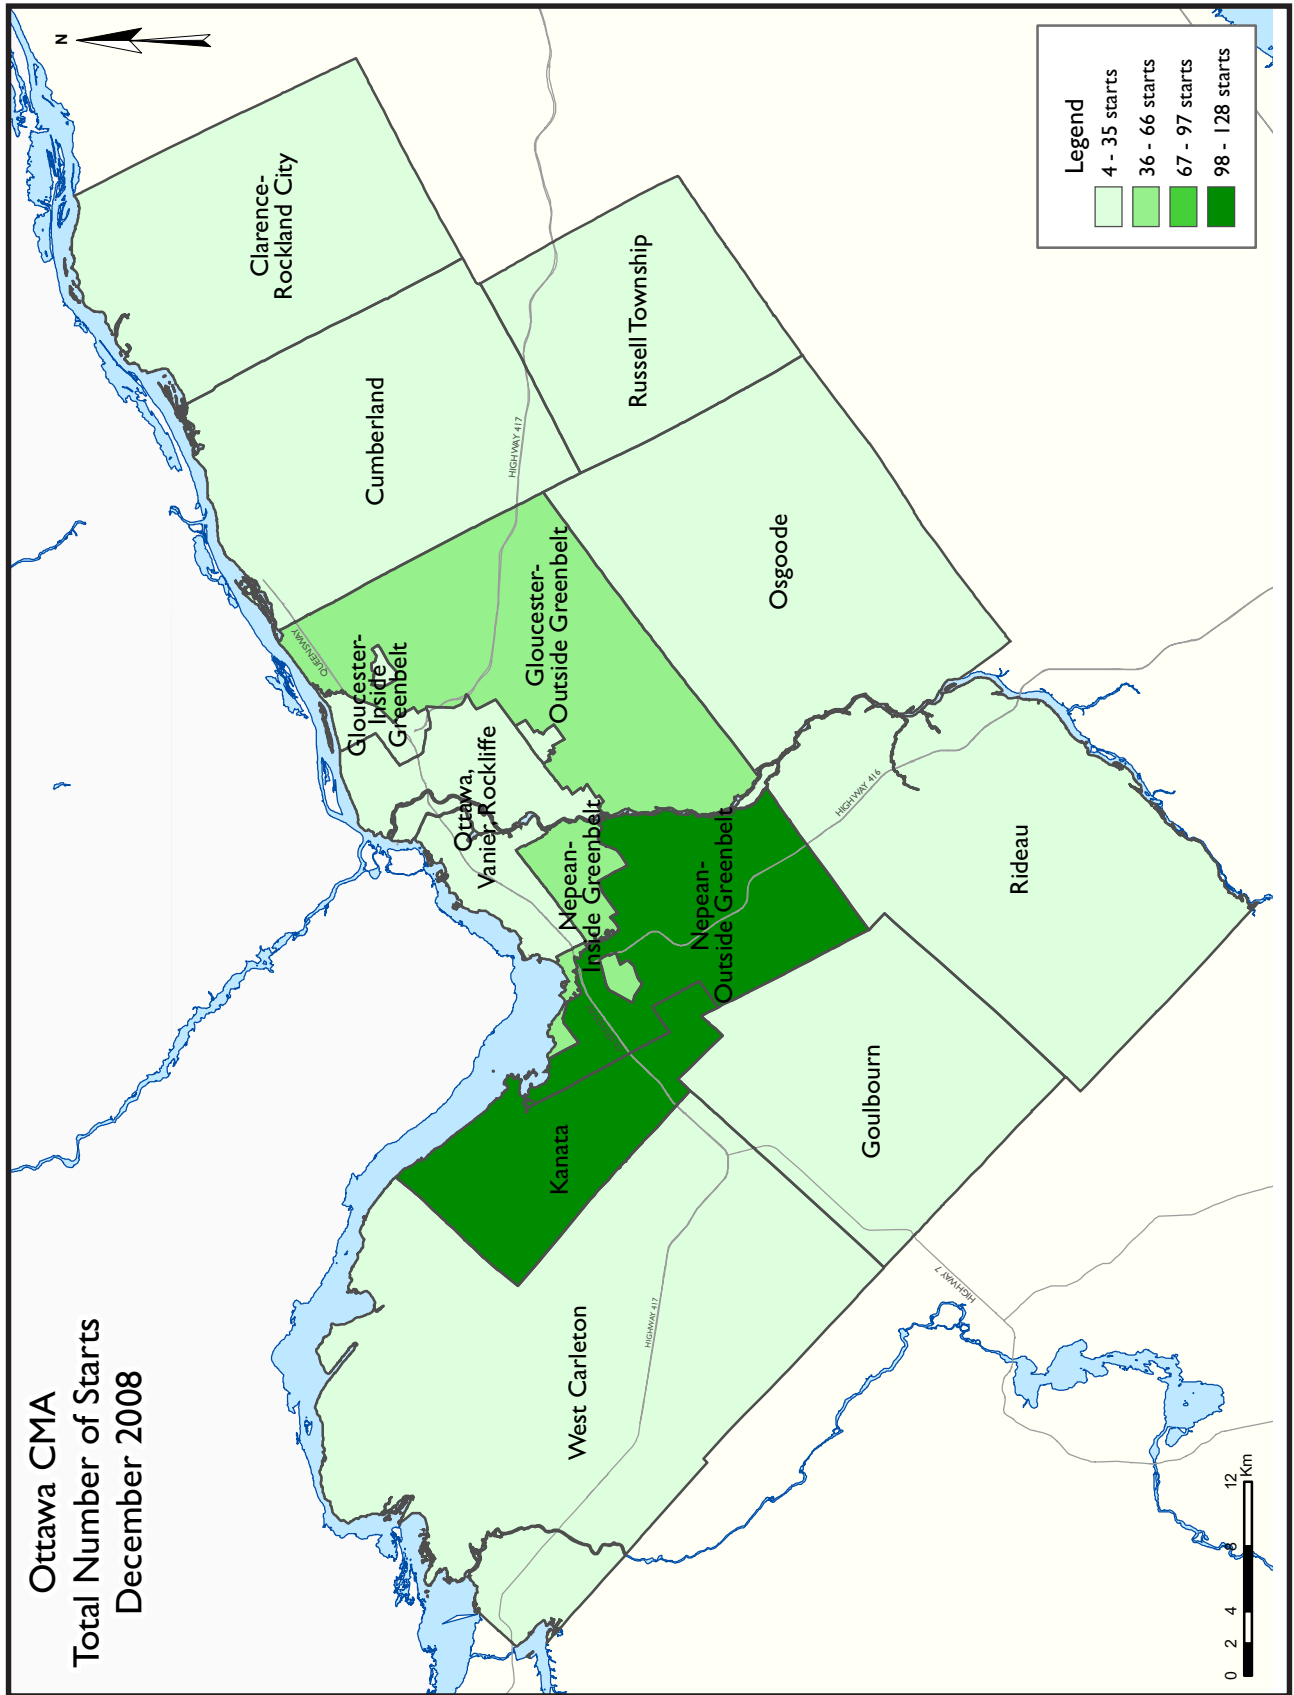 Ottawa CMA
Total Number of Starts
December 2008
N
Clarence-
Rockland City
Cumberland
Russell Township
HIGHWAY 417
QUEENSWAY
Gloucester-
Inside
Greenbelt
Gloucester-
Outside Greenbelt
Osgoode
Ottawa,
Vanier, Rockliffe
Nepean-
Inside Greenbelt
Nepean-
Outside Greenbelt
HIGHWAY 416
Rideau
Kanata
Goulbourn
West Carleton
HIGHWAY 417
HIGHWAY 7
0 2 4 8 12
Km
Legend
4 - 35 starts
36 - 66 starts
67 - 97 starts
98 - 128 starts